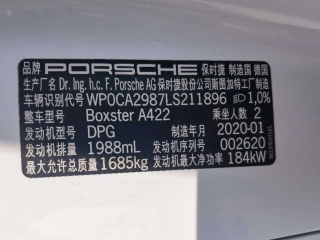 品牌 PORSCHE 保时捷 制造国 德国
生产厂名 Dr. Ing. h.c. F. Porsche AG 保时捷股份公司斯图加特工厂
车辆识别代号 WP0CA2987LS211896 1,0%
整车型号 Boxster A422 乘坐人数 2
发动机型号 DPG 制造年月 2020-01
发动机排量 1988mL 发动机序列号 002620
最大允许总质量 1685kg 发动机最大净功率 184kW